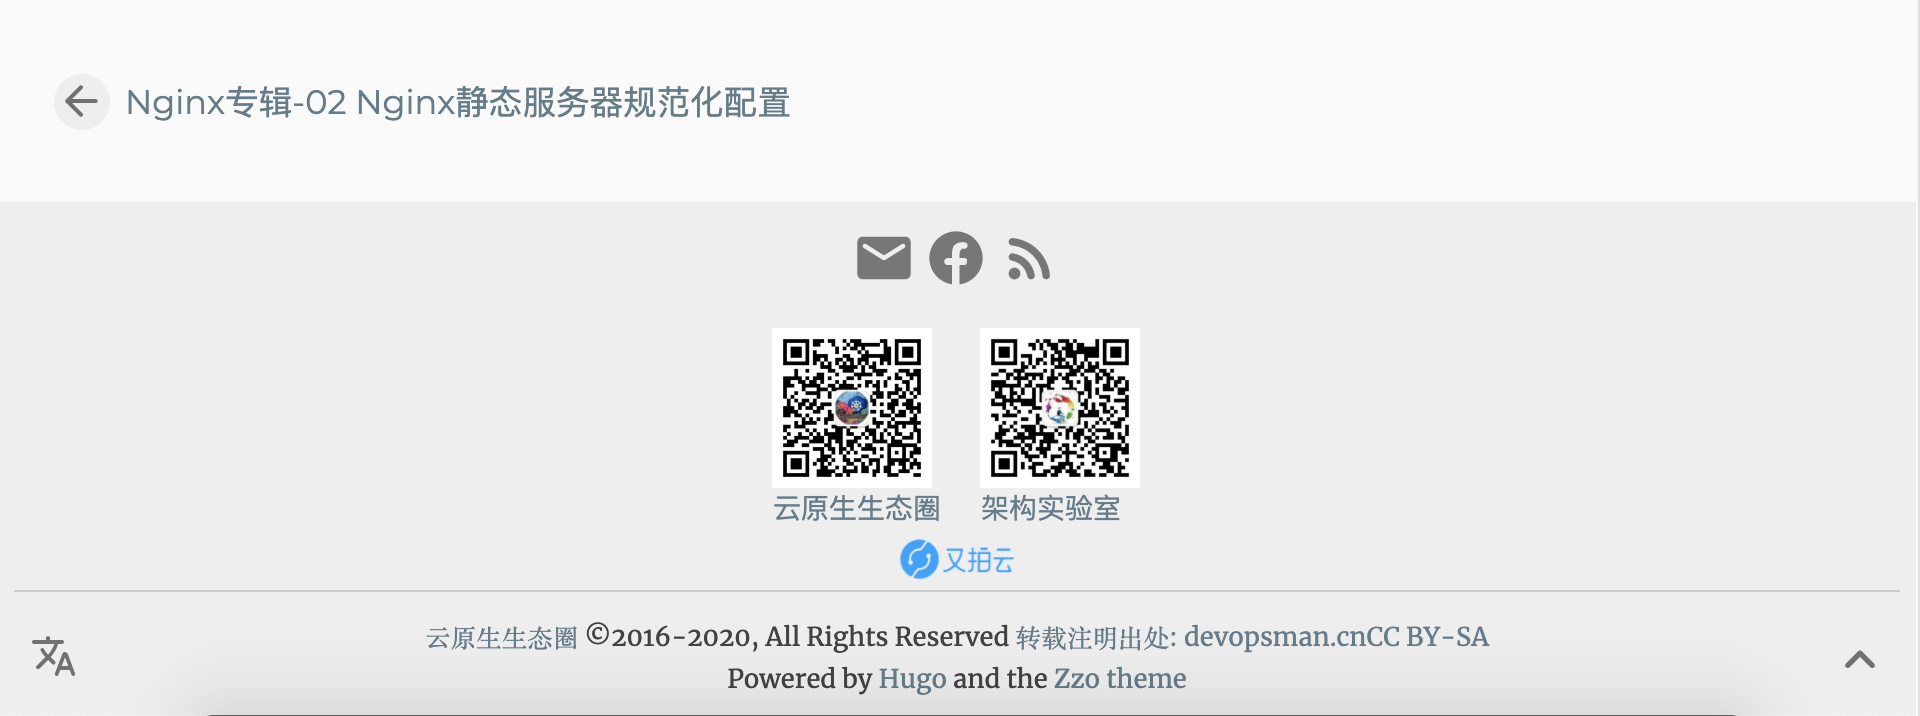 Nginx专辑-02 Nginx静态服务器规范化配置
云原生生态圈 架构实验室
又拍云
云原生生态圈 ©2016-2020, All Rights Reserved 转载注明出处: devopsman.cnCC BY-SA
Powered by Hugo and the Zzo theme